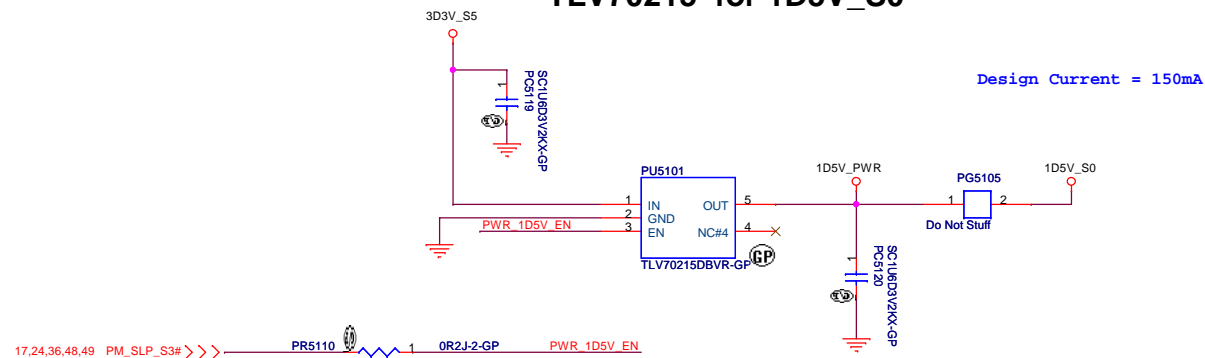 3D3V_S5
Design Current = 150mA
1
SC1U6D3V2KX-GP
PC5119
PU5101
1D5V_PWR
1D5V_S0
PG5105
1 IN OUT 5
2 GND
PWR_1D5V_EN 3 EN NC#4 4
1 2
Do Not Stuff
TLV70215DBVR-GP GP
1
SC1U6D3V2KX-GP
PC5120
17,24,36,48,49 PM_SLP_S3# PR5110 1 0R2J-2-GP PWR_1D5V_EN